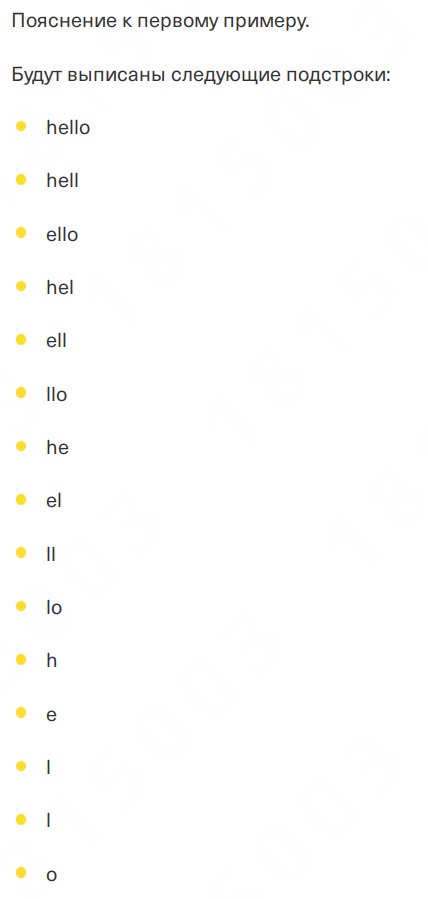 Пояснение к первому примеру.
Будут выписаны следующие подстроки:
hello
hell
ello
hel
ell
llo
he
el
ll
lo
h
e
l
l
o